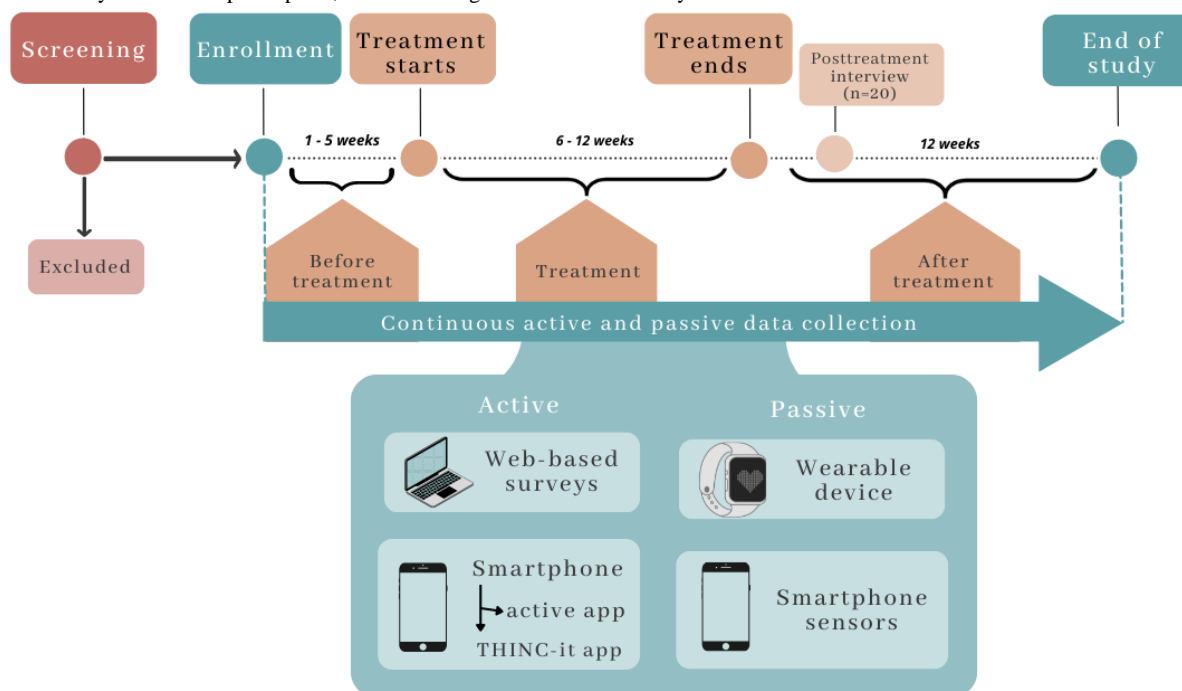 Screening
Enrollment
Treatment
starts
Treatment
ends
Posttreatment
interview
(n=20)
End of
study
1 - 5 weeks
6 - 12 weeks
12 weeks
Excluded
Before
treatment
Treatment
After
treatment
Continuous active and passive data collection
Active
Passive
Web-based
surveys
Wearable
device
Smartphone
active app
THINC-it app
Smartphone
sensors